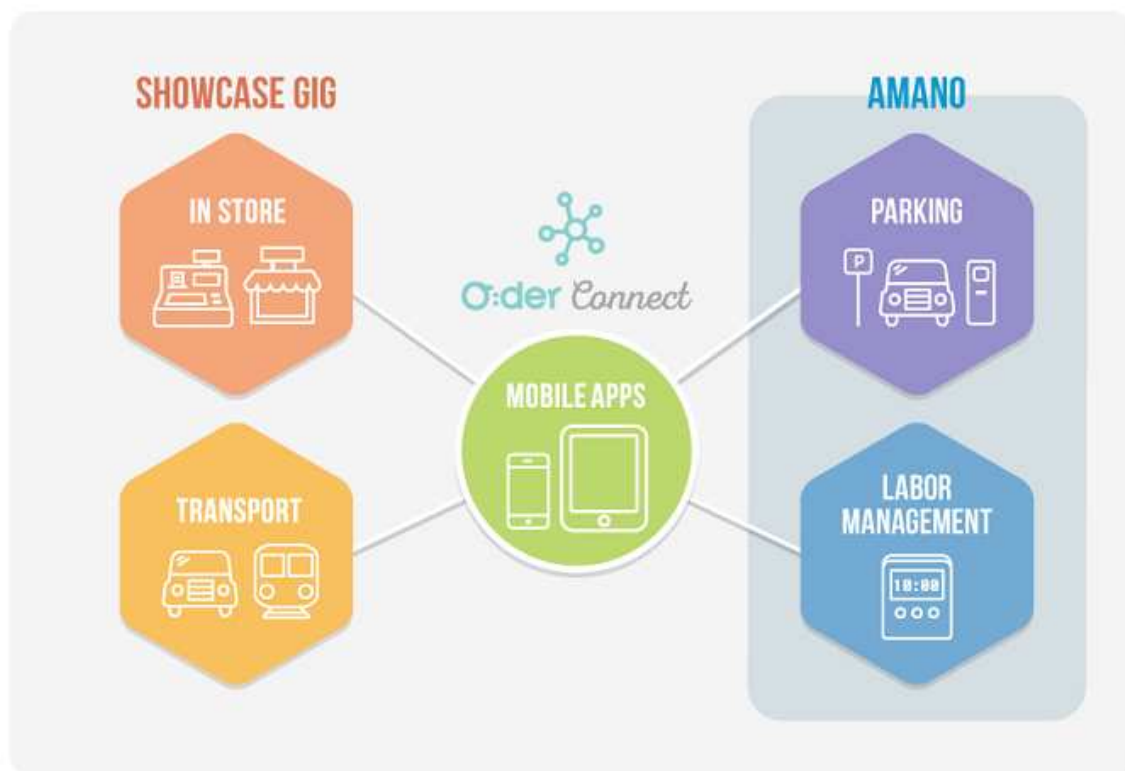 SHOWCASE GIG
AMANO
IN STORE
PARKING
P
O:der Connect
MOBILE APPS
TRANSPORT
LABOR
MANAGEMENT
10:00